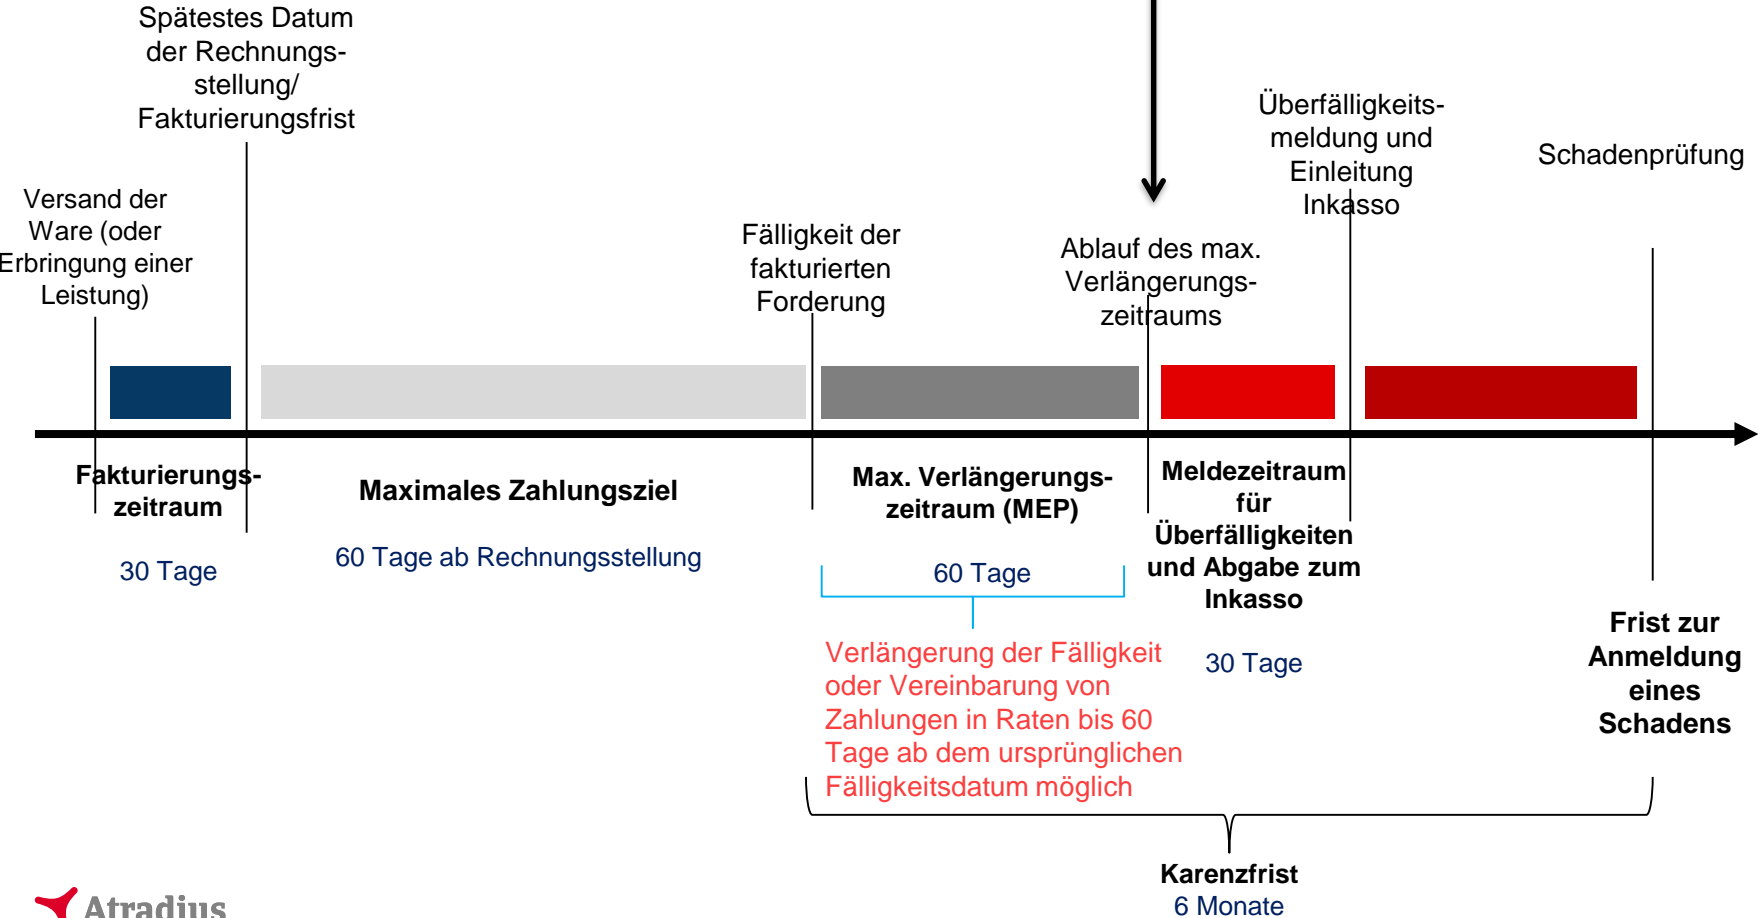 Spätestes Datum
der Rechnungs-
stellung/
Fakturierungsfrist
Versand der
Ware (oder
Erbringung einer
Leistung)
Fälligkeit der
fakturierten
Forderung
Ablauf des max.
Verlängerungs-
zeitraums
Überfälligkeits-
meldung und
Einleitung
Inkasso
Schadenprüfung
Fakturierungs-
zeitraum
30 Tage
Maximales Zahlungsziel
60 Tage ab Rechnungsstellung
Max. Verlängerungs-
zeitraum (MEP)
60 Tage
Verlängerung der Fälligkeit
oder Vereinbarung von
Zahlungen in Raten bis 60
Tage ab dem ursprünglichen
Fälligkeitsdatum möglich
Meldezeitraum
für
Überfälligkeiten
und Abgabe zum
Inkasso
30 Tage
Frist zur
Anmeldung
eines
Schadens
Karenzfrist
6 Monate
Atradius